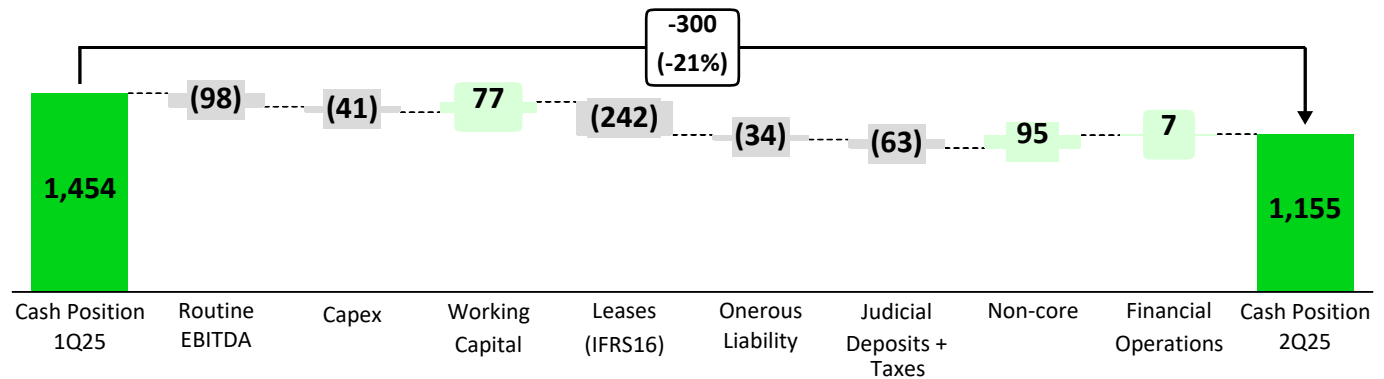 -300
(-21%)
1,454
(98)
(41)
77
(242)
(34)
(63)
95
7
1,155
Cash Position
1Q25
Routine
EBITDA
Capex
Working
Capital
Leases
(IFRS16)
Onerous
Liability
Judicial
Deposits +
Taxes
Non-core
Financial
Operations
Cash Position
2Q25